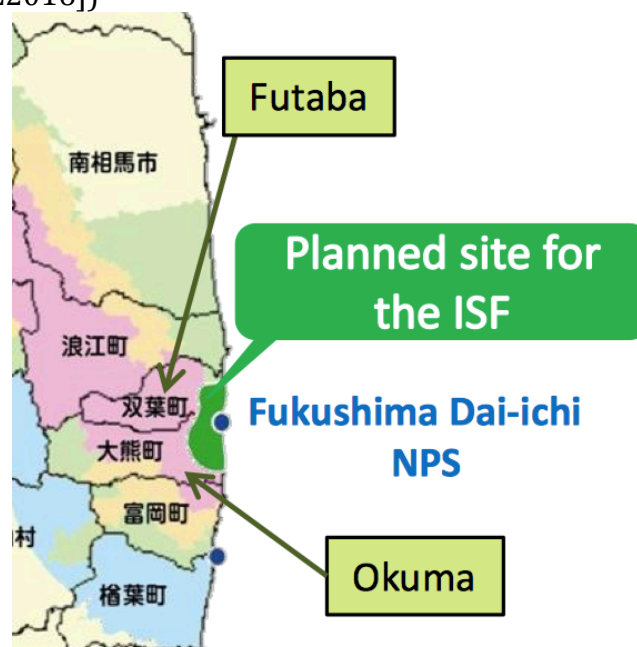 2018])
Futaba
南相馬市
Planned site for
the ISF
浪江町
双葉町
Fukushima Dai-ichi
NPS
大熊町
富岡町
村
Okuma
楢葉町